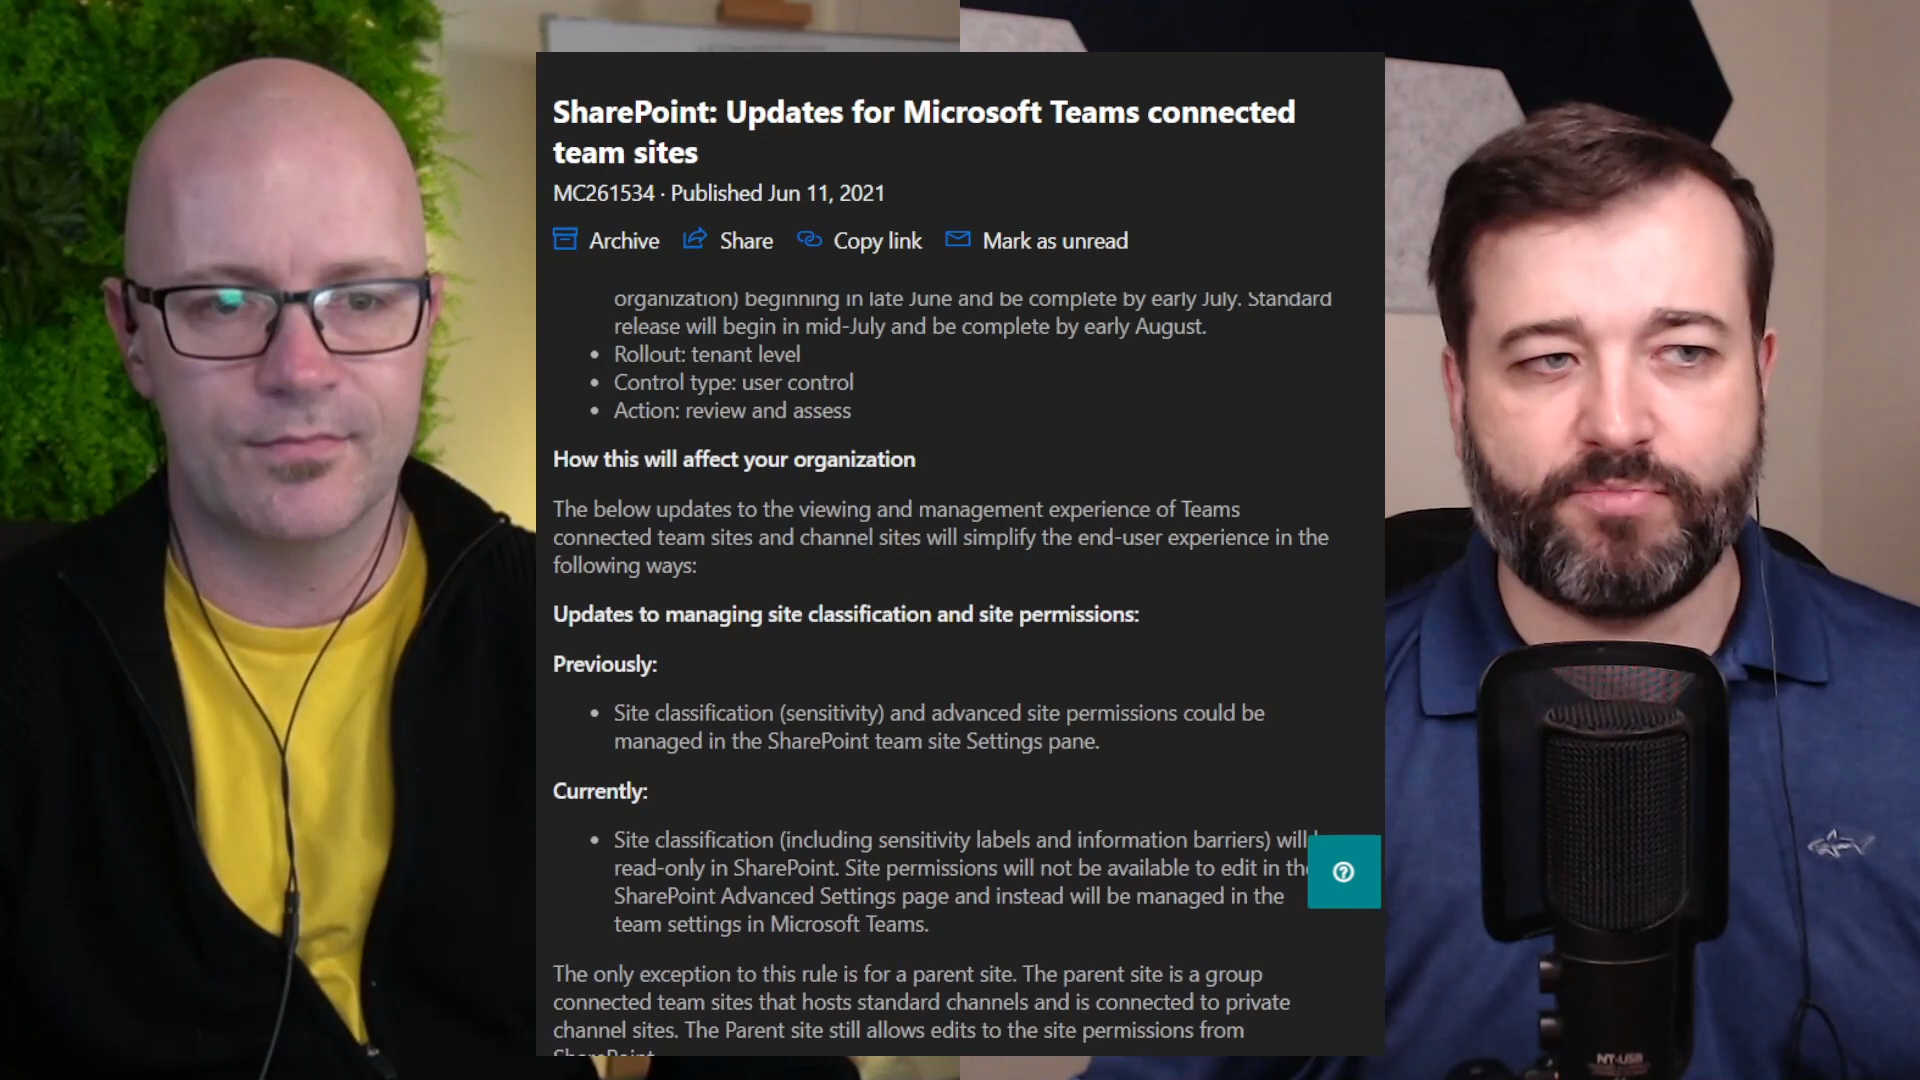 SharePoint: Updates for Microsoft Teams connected
team sites
MC261534 · Published Jun 11, 2021
Archive Share Copy link Mark as unread
organization) beginning in late June and be complete by early July. Standard
release will begin in mid-July and be complete by early August.
• Rollout: tenant level
• Control type: user control
• Action: review and assess
How this will affect your organization
The below updates to the viewing and management experience of Teams
connected team sites and channel sites will simplify the end-user experience in the
following ways:
Updates to managing site classification and site permissions:
Previously:
• Site classification (sensitivity) and advanced site permissions could be
managed in the SharePoint team site Settings pane.
Currently:
• Site classification (including sensitivity labels and information barriers) will
read-only in SharePoint. Site permissions will not be available to edit in the
SharePoint Advanced Settings page and instead will be managed in the
team settings in Microsoft Teams.
The only exception to this rule is for a parent site. The parent site is a group
connected team sites that hosts standard channels and is connected to private
channel sites. The Parent site still allows edits to the site permissions from
SharePoint.
NT-USB